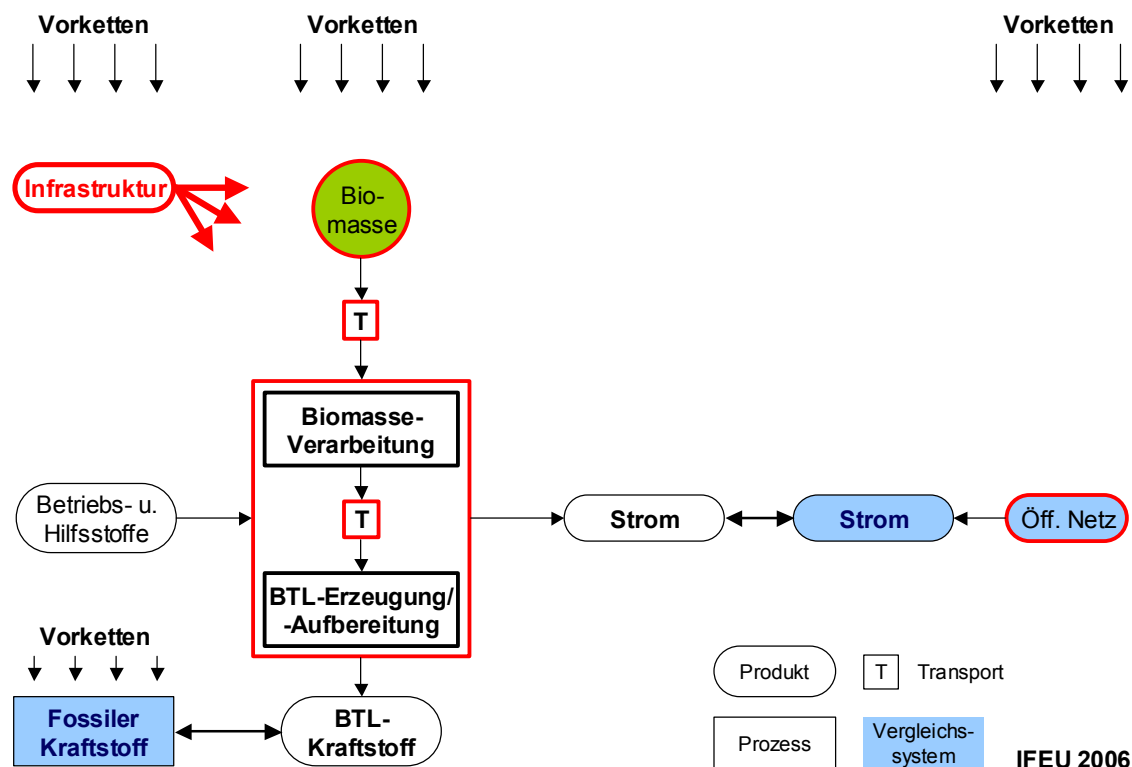 Vorketten
Vorketten
Vorketten
Infrastruktur
Bio-
masse
T
Biomasse-
Verarbeitung
Betriebs- u.
Hilfsstoffe
T
Strom
Strom
Öff. Netz
BTL-Erzeugung/
-Aufbereitung
Vorketten
Produkt
T
Transport
Fossiler
Kraftstoff
BTL-
Kraftstoff
Prozess
Vergleichs-
system
IFEU 2006